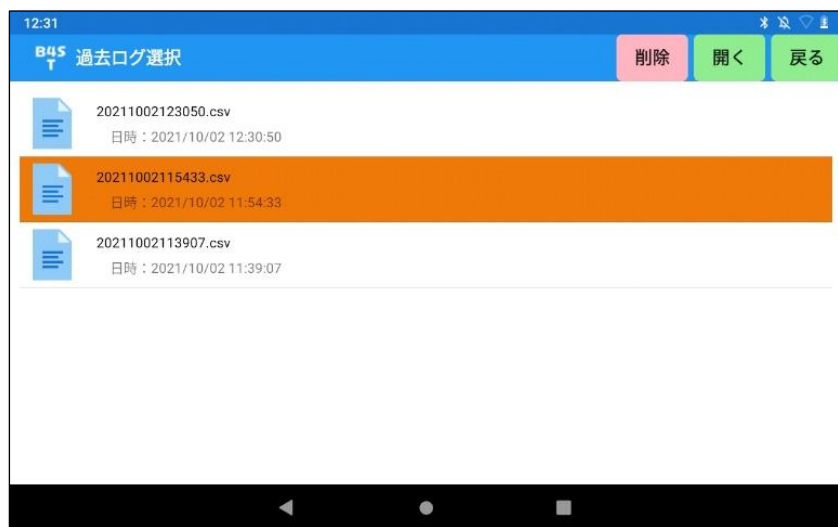 12:31
B4S
T
過去ログ選択
削除
開く
戻る
20211002123050.csv
日時：2021/10/02 12:30:50
20211002115433.csv
日時：2021/10/02 11:54:33
20211002113907.csv
日時：2021/10/02 11:39:07